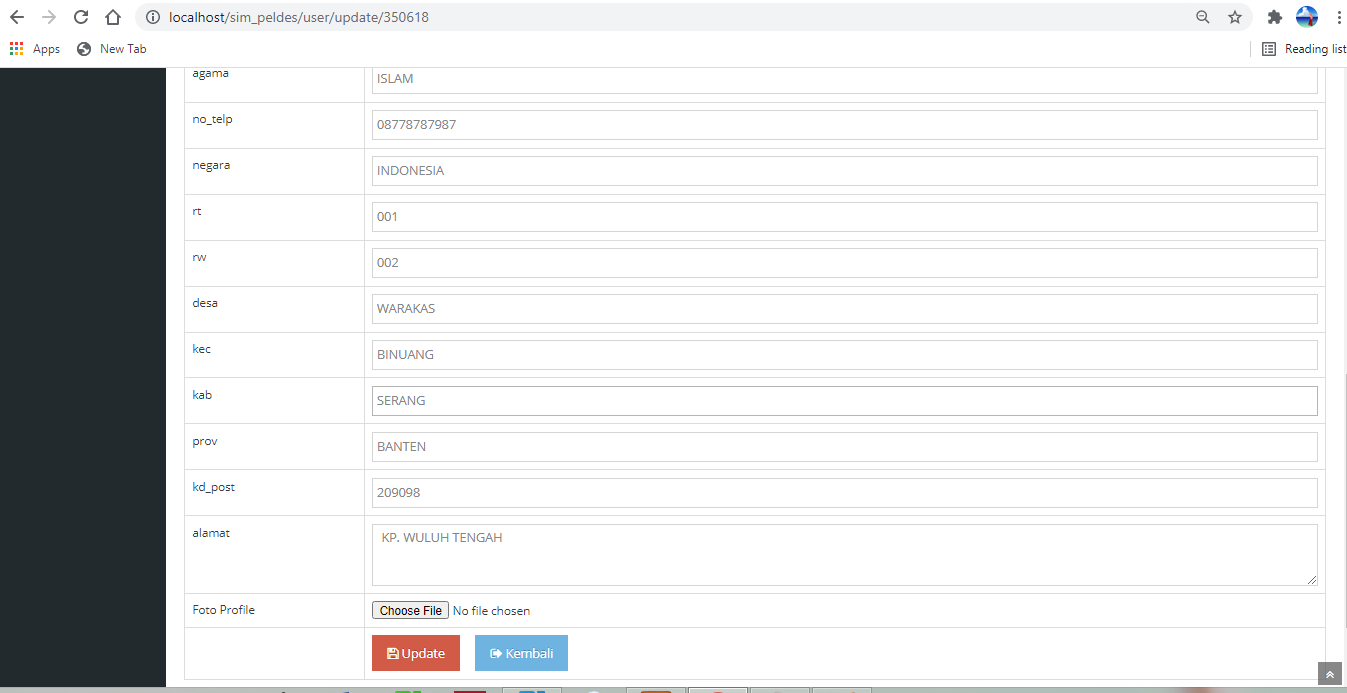 localhost/sim_peldes/user/update/350618
Apps New Tab Reading list
agama ISLAM
no_telp 08778787987
negara INDONESIA
rt 001
rw 002
desa WARAKAS
kec BINUANG
kab SERANG
prov BANTEN
kd_post 209098
alamat KP. WULUH TENGAH
Foto Profile Choose File No file chosen
Update Kembali